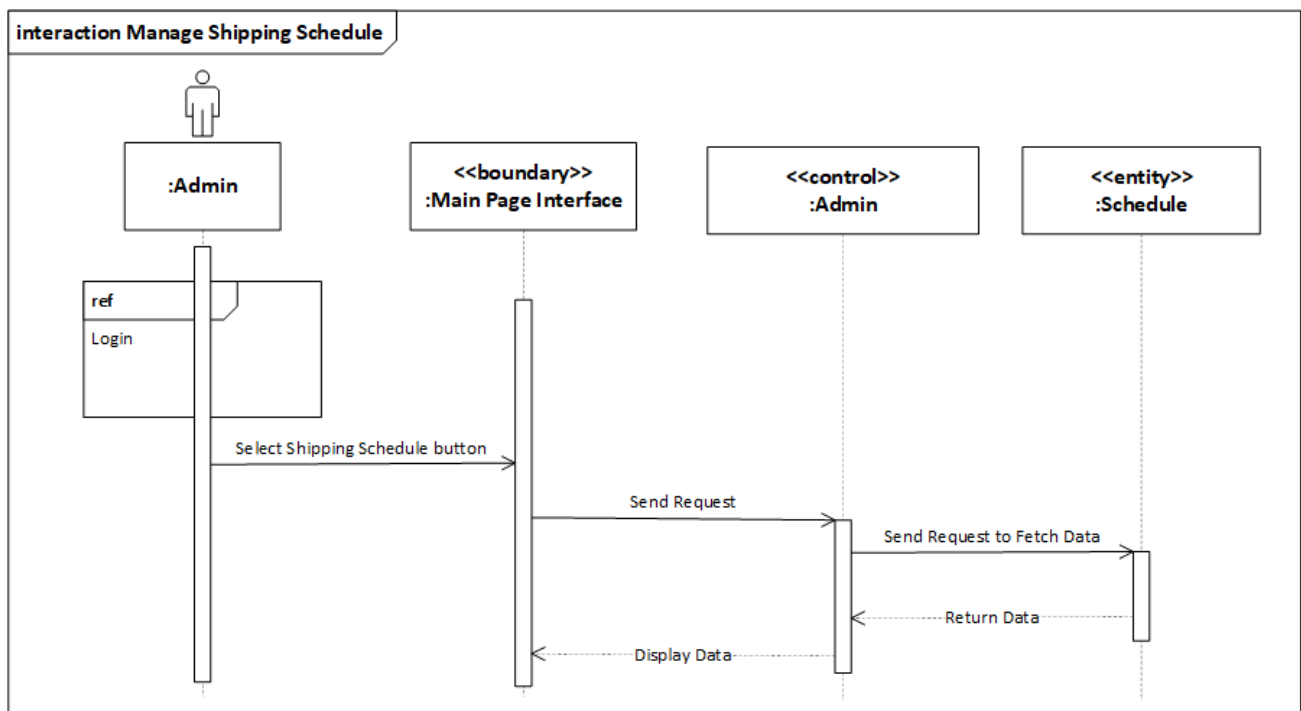 interaction Manage Shipping Schedule
:Admin
<<boundary>>
:Main Page Interface
<<control>>
:Admin
<<entity>>
:Schedule
ref
Login
Select Shipping Schedule button
Send Request
Send Request to Fetch Data
Return Data
Display Data